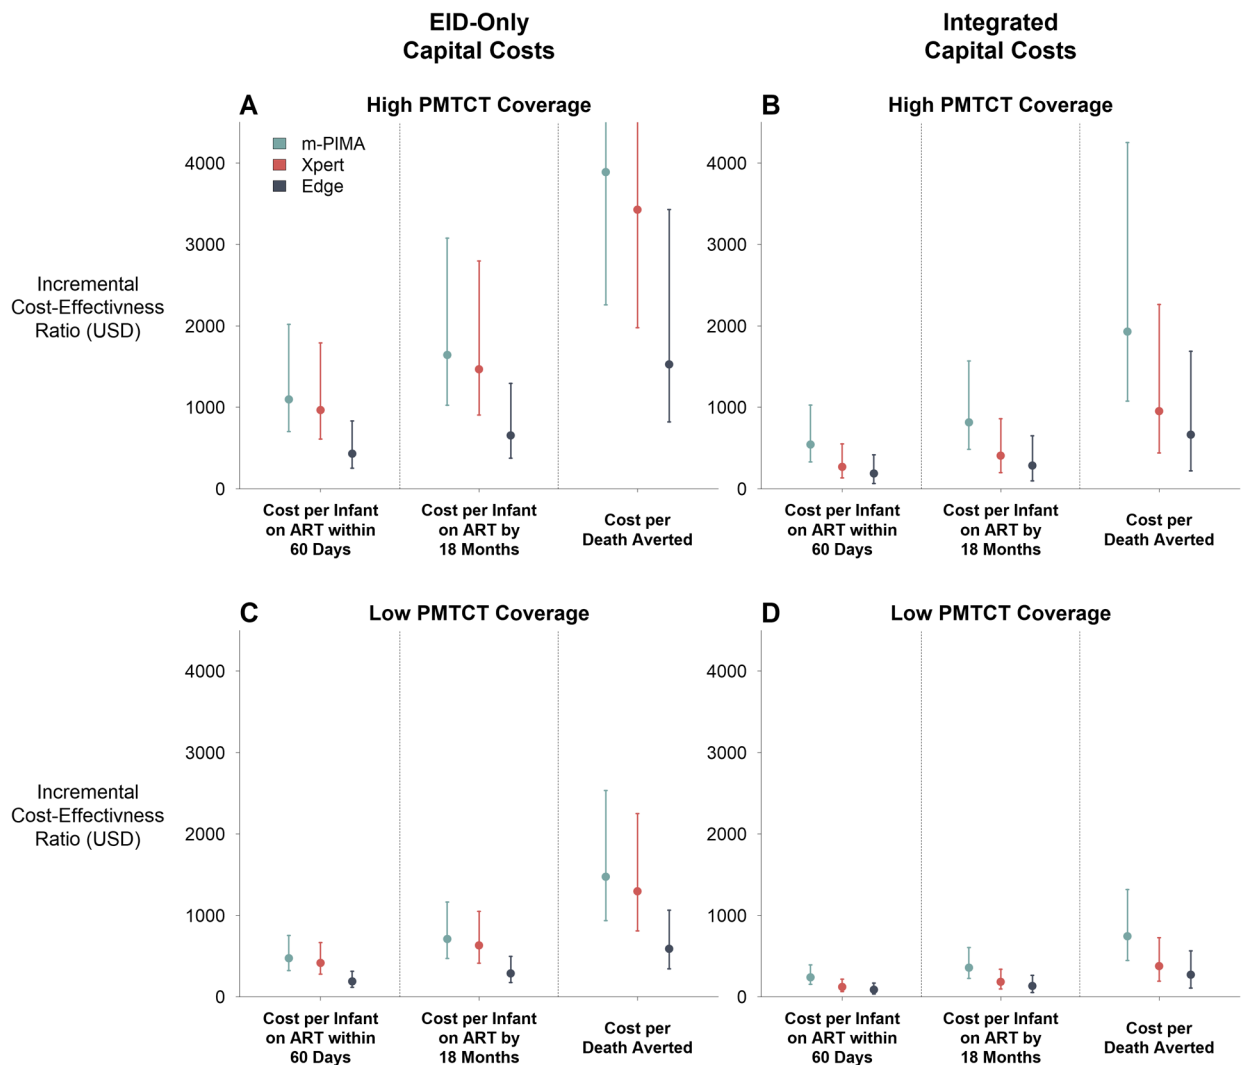 EID-Only
Capital Costs
Integrated
Capital Costs
A
High PMTCT Coverage
B
High PMTCT Coverage
m-PIMA
Xpert
Edge
4000
3000
2000
1000
0
4000
3000
2000
1000
0
Incremental
Cost-Effectivness
Ratio (USD)
Cost per Infant
on ART within
60 Days
Cost per Infant
on ART by
18 Months
Cost per
Death Averted
Cost per Infant
on ART within
60 Days
Cost per Infant
on ART by
18 Months
Cost per
Death Averted
C
Low PMTCT Coverage
D
Low PMTCT Coverage
4000
3000
2000
1000
0
4000
3000
2000
1000
0
Incremental
Cost-Effectivness
Ratio (USD)
Cost per Infant
on ART within
60 Days
Cost per Infant
on ART by
18 Months
Cost per
Death Averted
Cost per Infant
on ART within
60 Days
Cost per Infant
on ART by
18 Months
Cost per
Death Averted